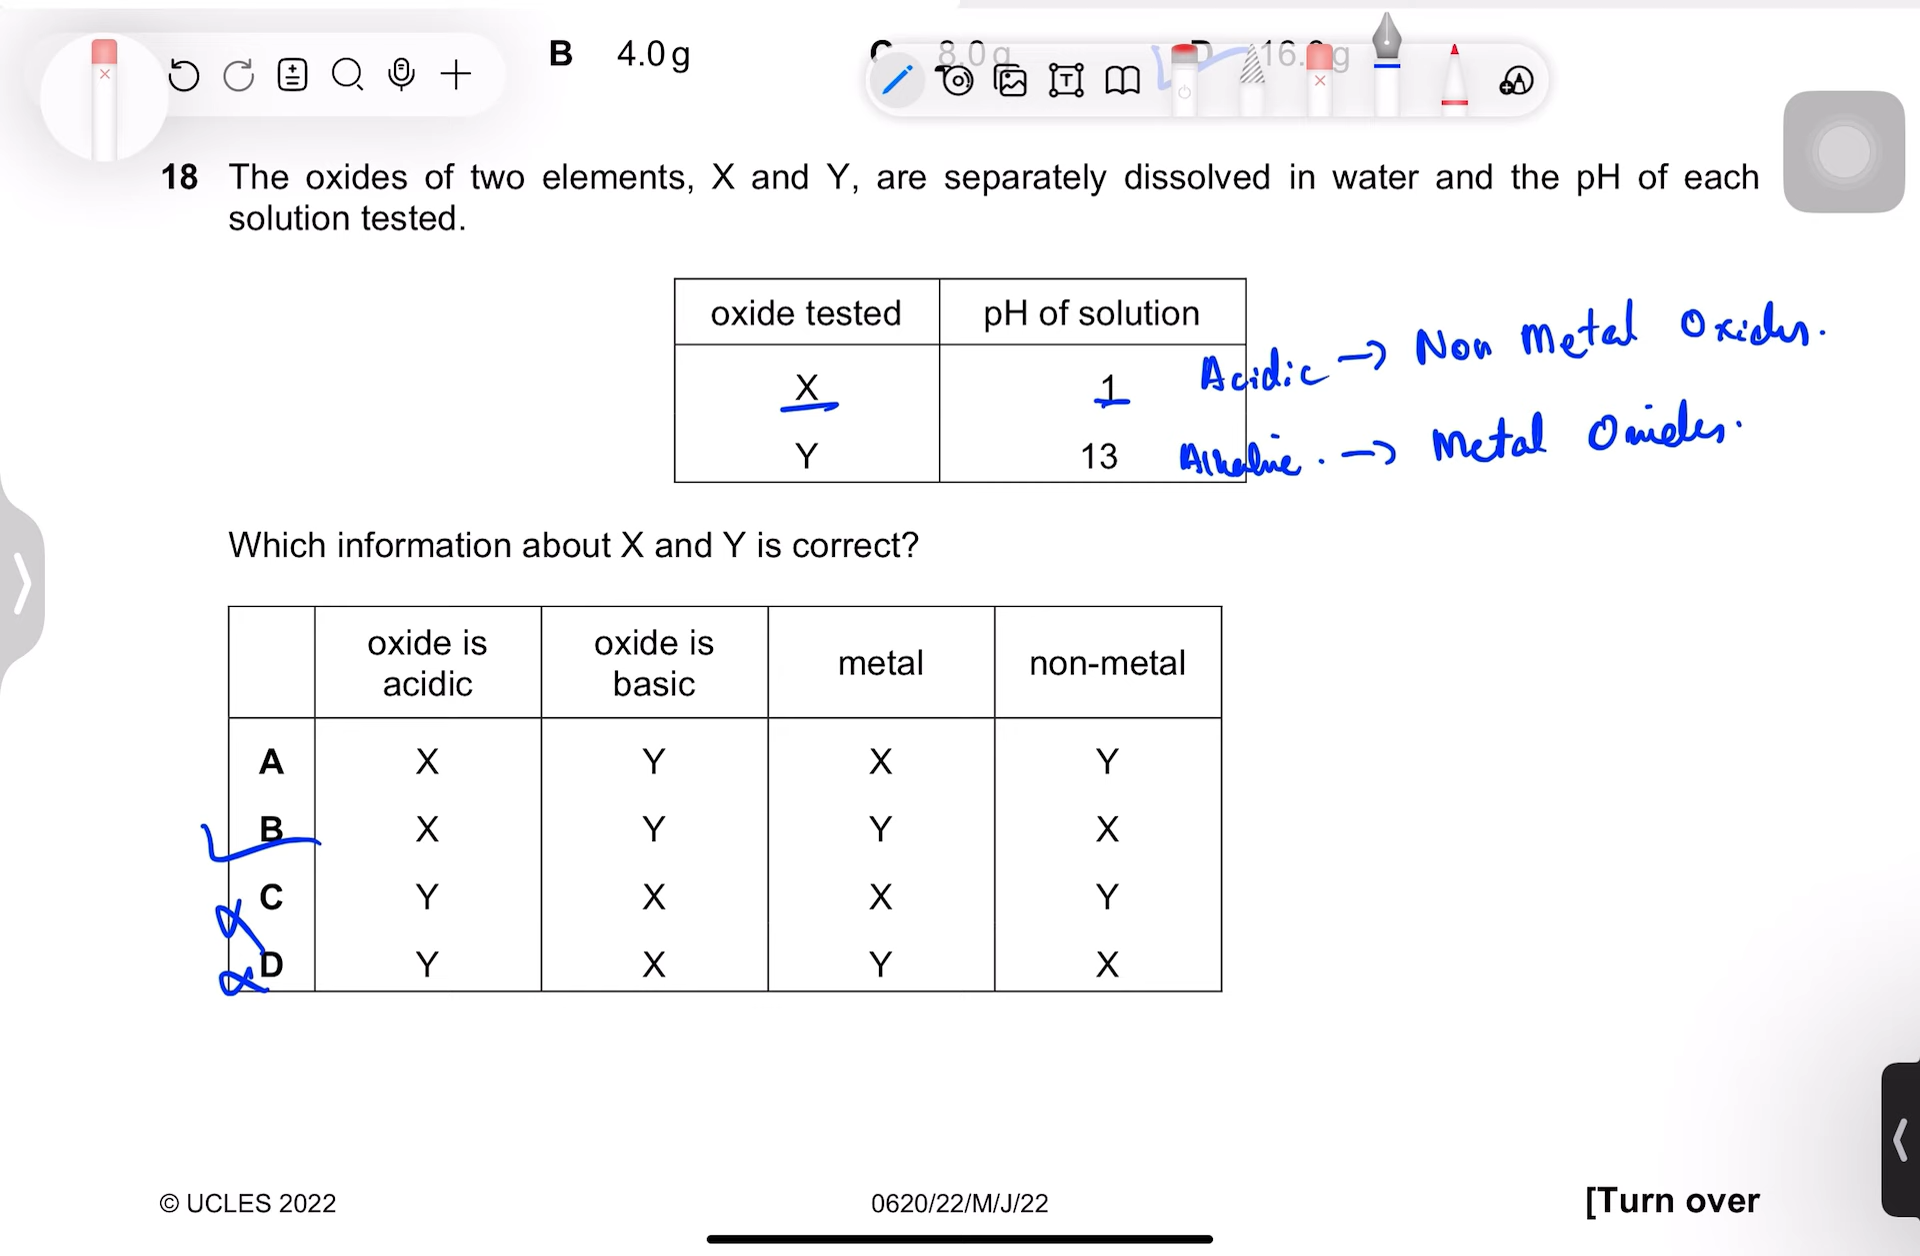 B 4.0 g
18 The oxides of two elements, X and Y, are separately dissolved in water and the pH of each
solution tested.
oxide tested pH of solution
X 1 Acidic → Non Metal Oxides.
Y 13 Alkaline. → Metal Oxides.
Which information about X and Y is correct?
oxide is acidic oxide is basic metal non-metal
A X Y X Y
B X Y Y X
C Y X X Y
D Y X Y X
© UCLES 2022 0620/22/M/J/22 [Turn over